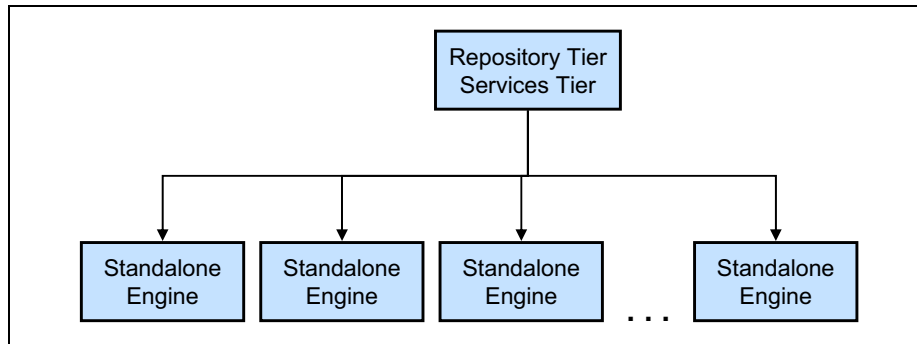 Repository Tier
Services Tier
Standalone
Engine
Standalone
Engine
Standalone
Engine
Standalone
Engine
. . .